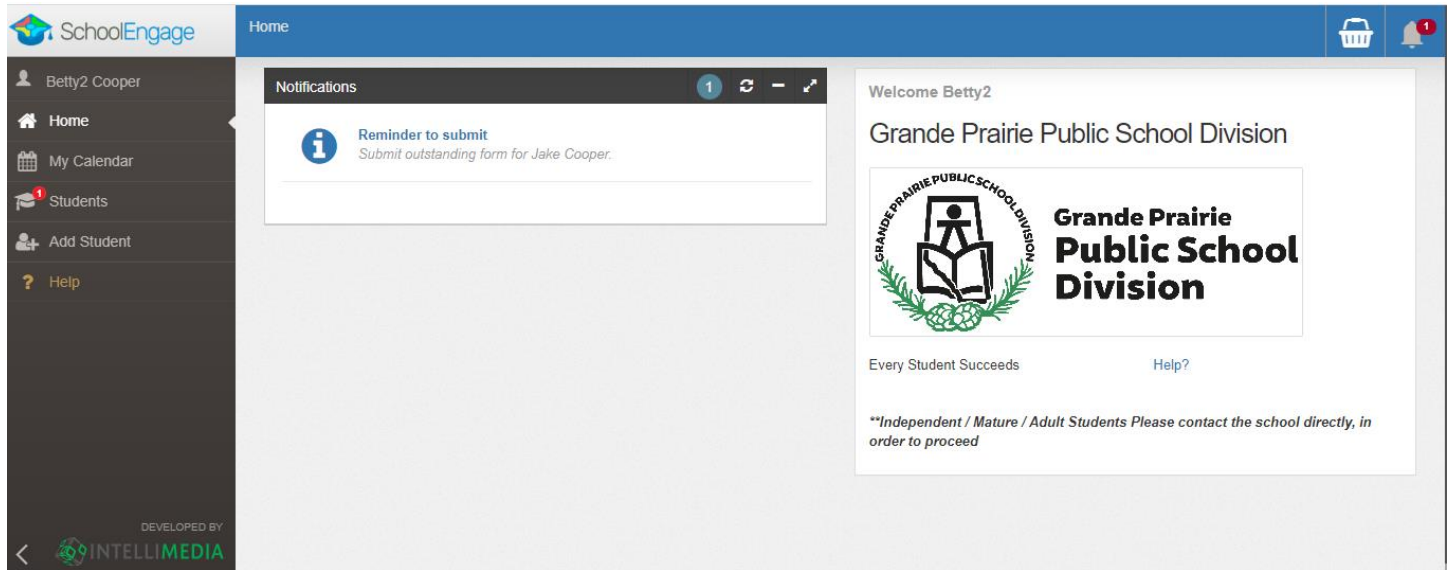 SchoolEngage
Home
1
Betty2 Cooper
Home
My Calendar
1
Students
Add Student
? Help
DEVELOPED BY
INTELLIMEDIA
Notifications
1
Reminder to submit
Submit outstanding form for Jake Cooper.
Welcome Betty2
Grande Prairie Public School Division
GRANDE PRAIRIE PUBLIC SCHOOL DIVISION
Grande Prairie
Public School
Division
Every Student Succeeds
Help?
**Independent / Mature / Adult Students Please contact the school directly, in
order to proceed